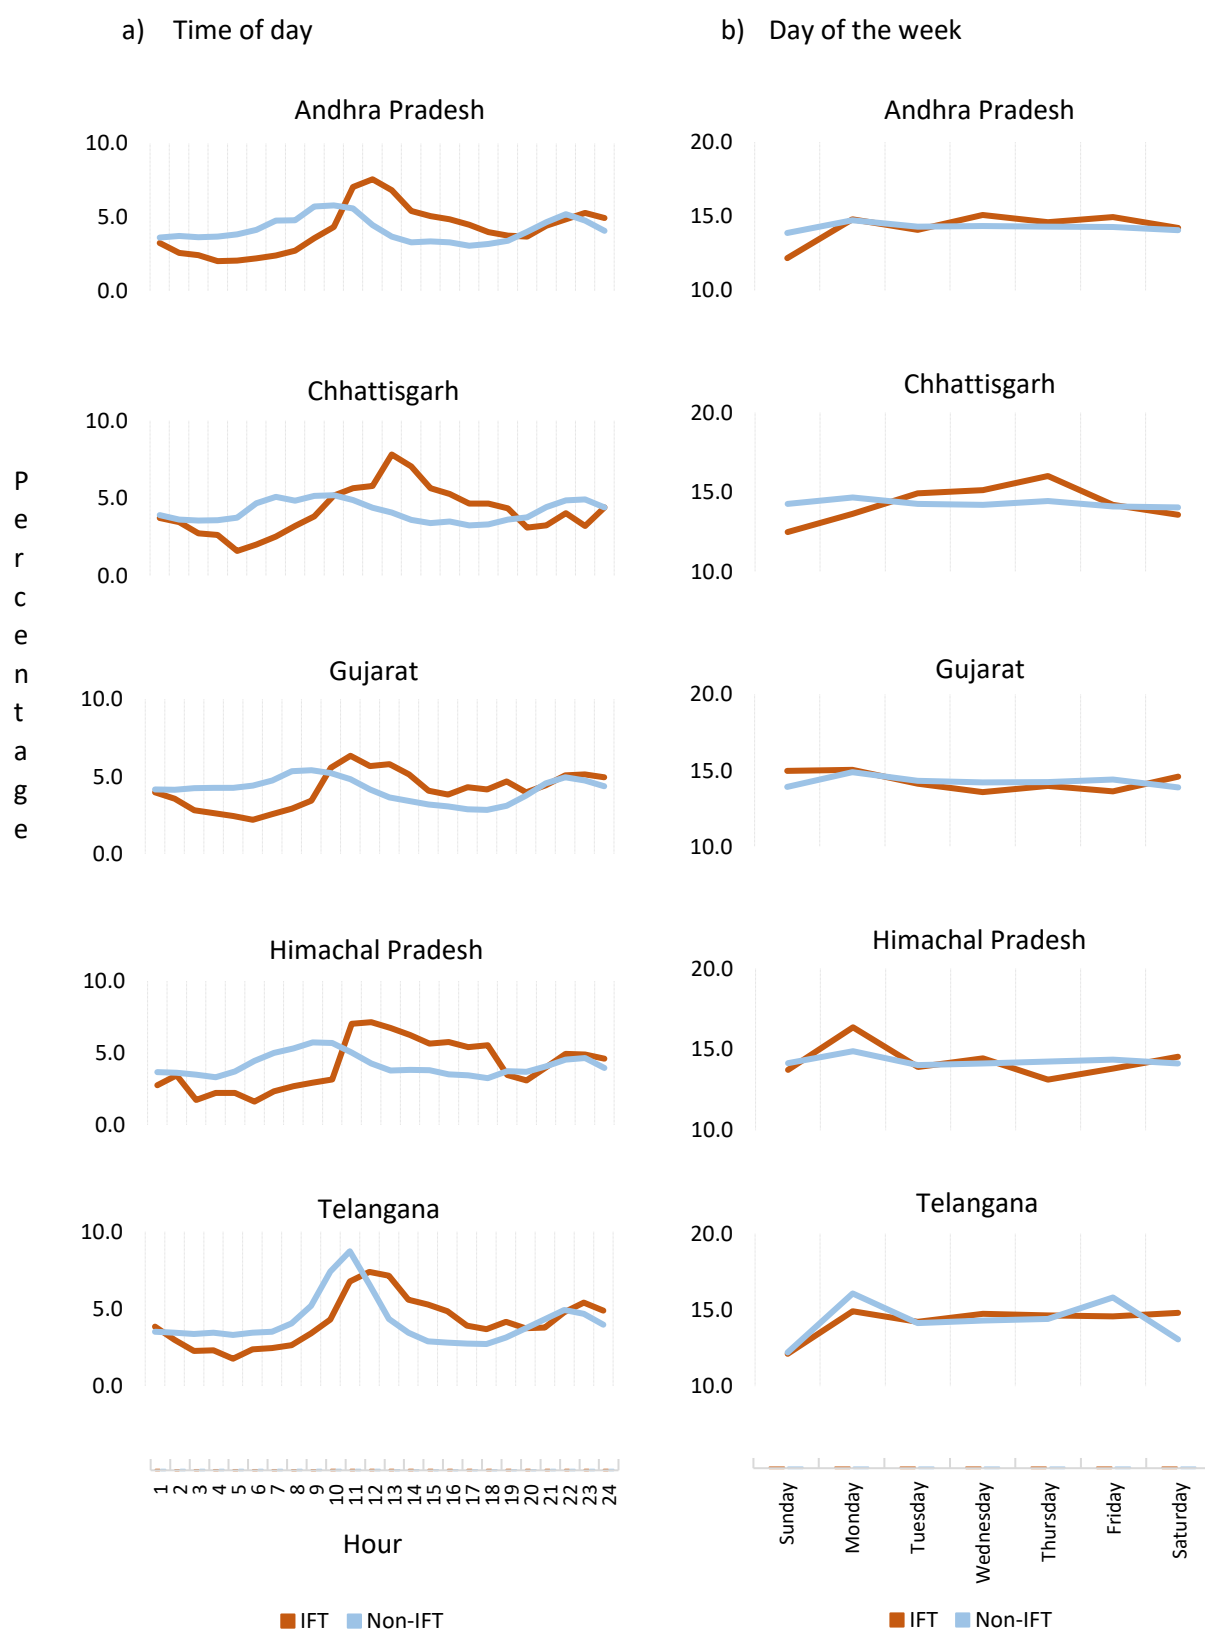 a) Time of day
b) Day of the week
Percentage
Andhra Pradesh
10.0
5.0
0.0
Andhra Pradesh
20.0
15.0
10.0
Chhattisgarh
10.0
5.0
0.0
Chhattisgarh
20.0
15.0
10.0
Gujarat
10.0
5.0
0.0
Gujarat
20.0
15.0
10.0
Himachal Pradesh
10.0
5.0
0.0
Himachal Pradesh
20.0
15.0
10.0
Telangana
10.0
5.0
0.0
Telangana
20.0
15.0
10.0
1 2 3 4 5 6 7 8 9 10 11 12 13 14 15 16 17 18 19 20 21 22 23 24
Hour
Sunday Monday Tuesday Wednesday Thursday Friday Saturday
IFT Non-IFT
IFT Non-IFT